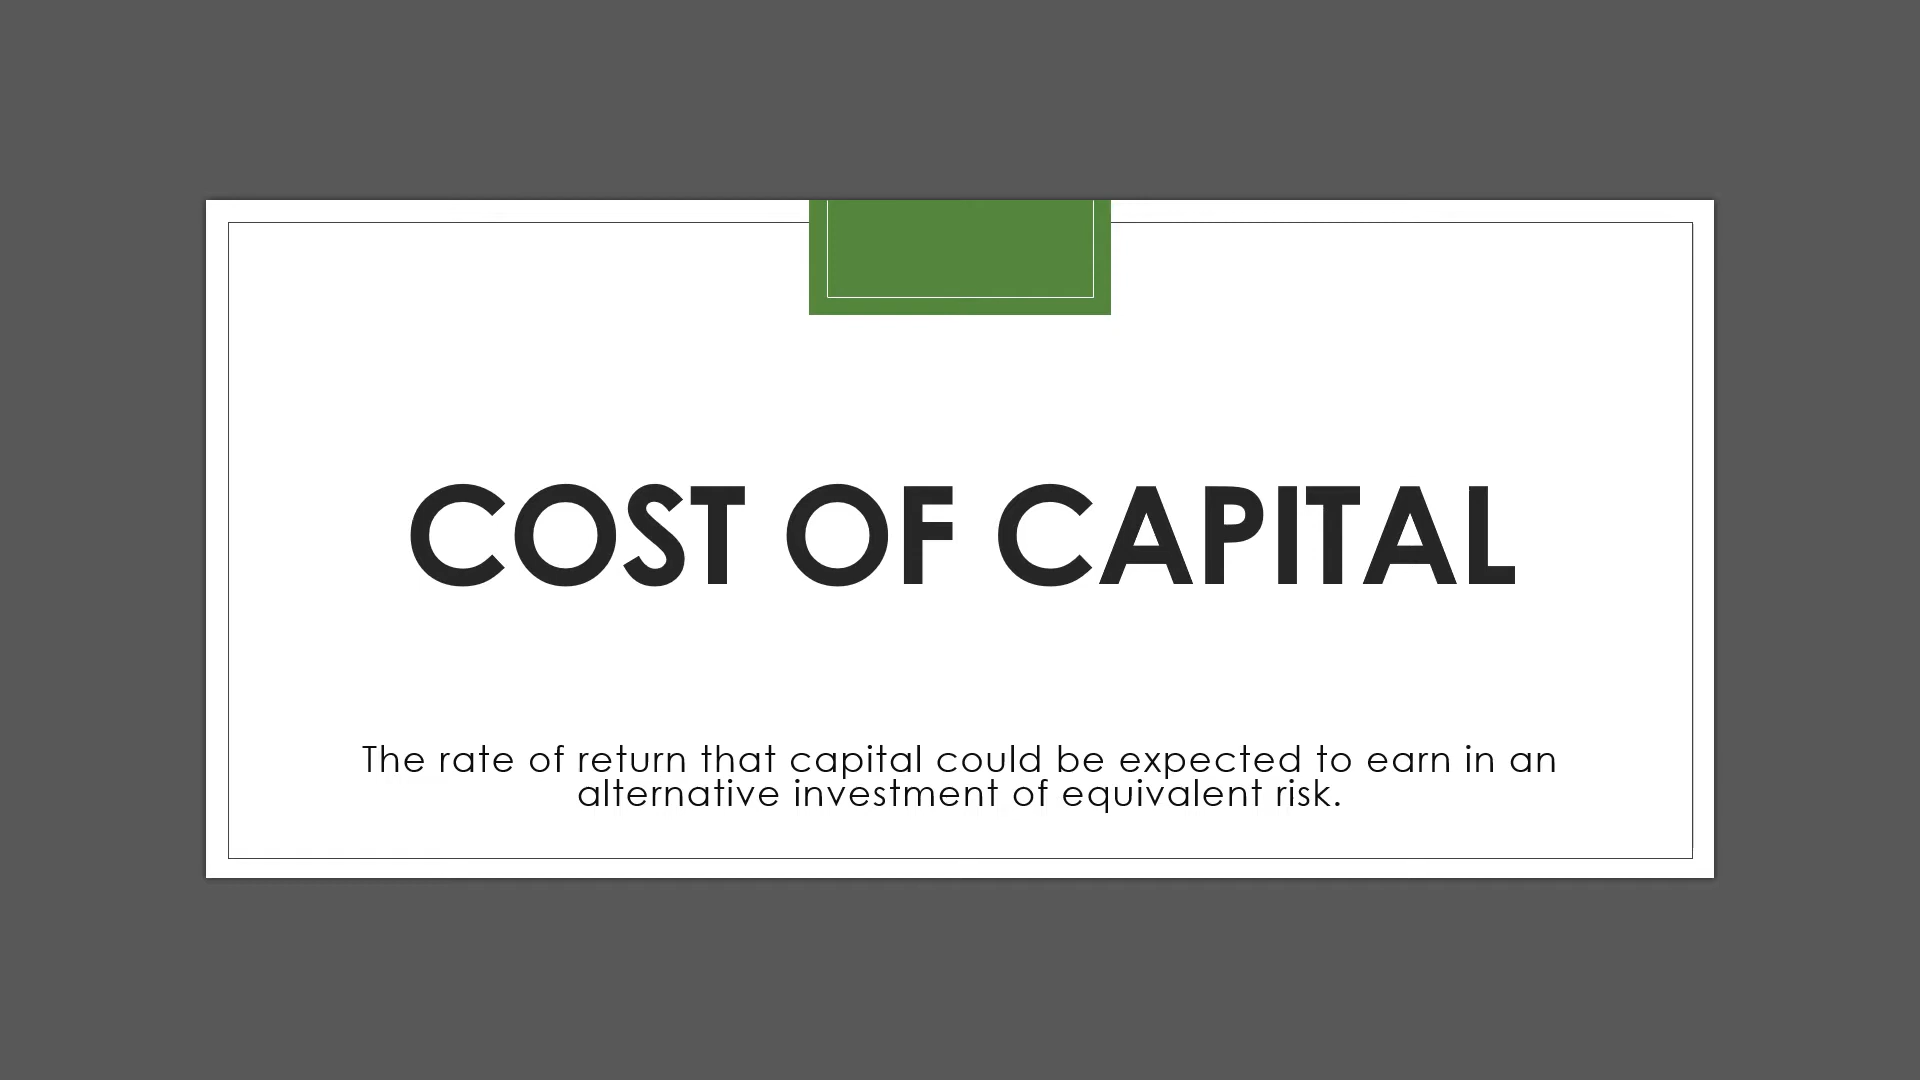 COST OF CAPITAL
The rate of return that capital could be expected to earn in an
alternative investment of equivalent risk.